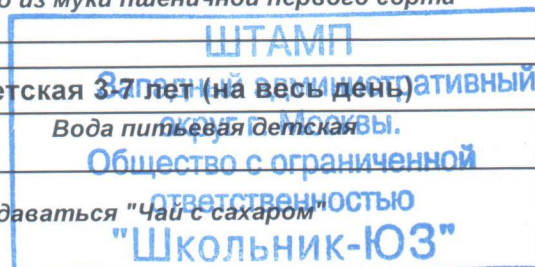 из муки пшеничной первого сорта
ШТАМП
етская 3-7 лет (на весь день)
Западный административный
Вода питьевая детская
округ г. Москвы.
Общество с ограниченной
даваться "Чай с сахаром"
ответственностью
"Школьник-ЮЗ"